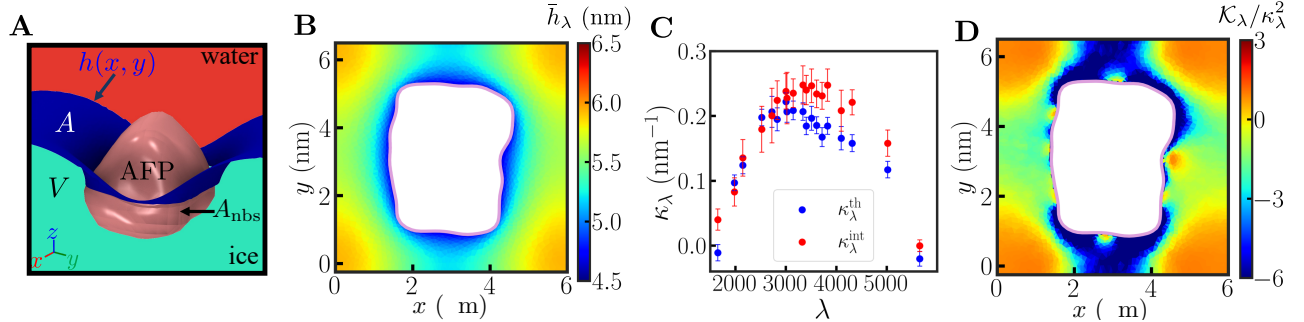 A
water
h(x, y)
A
AFP
V
A_nbs
z
x
y
ice
B
h̄_λ (nm)
6.5
6.0
5.5
5.0
4.5
y (nm)
6
4
2
0
0 2 4 6
x ( m)
C
κ_λ (nm⁻¹)
0.3
0.2
0.1
0.0
κ_λ^th
κ_λ^int
2000 3000 4000 5000
λ
D
𝒦_λ/κ_λ²
3
0
−3
−6
y (nm)
6
4
2
0
0 2 4 6
x ( m)